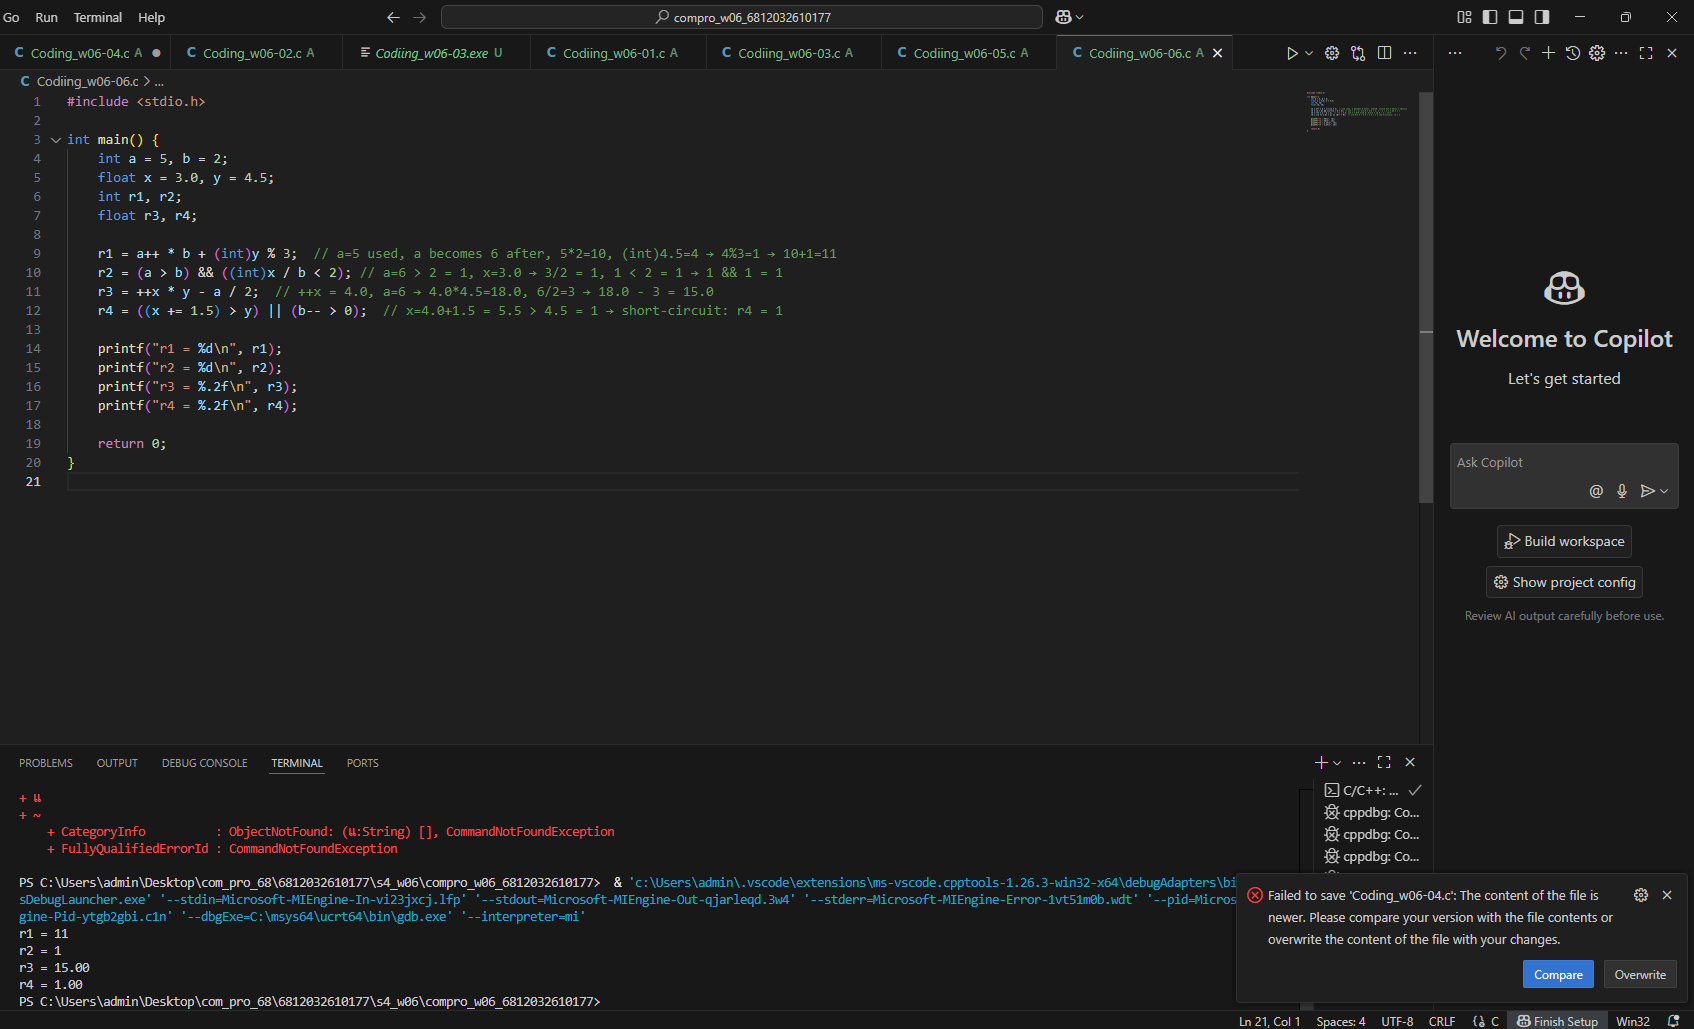 Go Run Terminal Help
compro_w06_6812032610177
C Coding_w06-04.c A
C Codiing_w06-02.c A
Codiing_w06-03.exe U
C Codiing_w06-01.c A
C Codiing_w06-03.c A
C Codiing_w06-05.c A
C Codiing_w06-06.c A
C Codiing_w06-06.c > ...
1 #include <stdio.h>
2
3 int main() {
4 int a = 5, b = 2;
5 float x = 3.0, y = 4.5;
6 int r1, r2;
7 float r3, r4;
8
9 r1 = a++ * b + (int)y % 3; // a=5 used, a becomes 6 after, 5*2=10, (int)4.5=4 → 4%3=1 → 10+1=11
10 r2 = (a > b) && ((int)x / b < 2); // a=6 > 2 = 1, x=3.0 → 3/2 = 1, 1 < 2 = 1 → 1 && 1 = 1
11 r3 = ++x * y - a / 2; // ++x = 4.0, a=6 → 4.0*4.5=18.0, 6/2=3 → 18.0 - 3 = 15.0
12 r4 = ((x += 1.5) > y) || (b-- > 0); // x=4.0+1.5 = 5.5 > 4.5 = 1 → short-circuit: r4 = 1
13
14 printf("r1 = %d\n", r1);
15 printf("r2 = %d\n", r2);
16 printf("r3 = %.2f\n", r3);
17 printf("r4 = %.2f\n", r4);
18
19 return 0;
20 }
21
Welcome to Copilot
Let's get started
Ask Copilot
Build workspace
Show project config
Review AI output carefully before use.
PROBLEMS OUTPUT DEBUG CONSOLE TERMINAL PORTS
+ แ
+ ~
+ CategoryInfo : ObjectNotFound: (แ:String) [], CommandNotFoundException
+ FullyQualifiedErrorId : CommandNotFoundException
PS C:\Users\admin\Desktop\com_pro_68\6812032610177\s4_w06\compro_w06_6812032610177> & 'c:\Users\admin\.vscode\extensions\ms-vscode.cpptools-1.26.3-win32-x64\debugAdapters\bi
sDebugLauncher.exe' '--stdin=Microsoft-MIEngine-In-vi23jxcj.lfp' '--stdout=Microsoft-MIEngine-Out-qjarleqd.3w4' '--stderr=Microsoft-MIEngine-Error-1vt51m0b.wdt' '--pid=Micros
gine-Pid-ytgb2gbi.c1n' '--dbgExe=C:\msys64\ucrt64\bin\gdb.exe' '--interpreter=mi'
r1 = 11
r2 = 1
r3 = 15.00
r4 = 1.00
PS C:\Users\admin\Desktop\com_pro_68\6812032610177\s4_w06\compro_w06_6812032610177>
C/C++: ...
cppdbg: Co...
cppdbg: Co...
cppdbg: Co...
Failed to save 'Coding_w06-04.c': The content of the file is
newer. Please compare your version with the file contents or
overwrite the content of the file with your changes.
Compare Overwrite
Ln 21, Col 1 Spaces: 4 UTF-8 CRLF {} C Finish Setup Win32